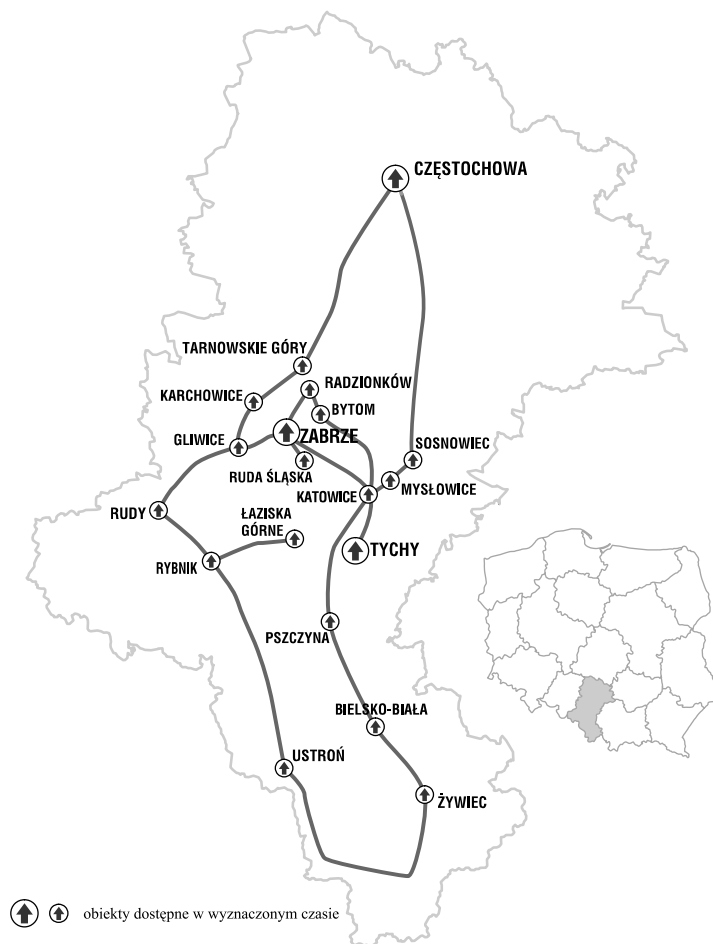 CZĘSTOCHOWA
TARNOWSKIE GÓRY
RADZIONKÓW
KARCHOWICE
BYTOM
GLIWICE
ZABRZE
SOSNOWIEC
RUDA ŚLĄSKA
MYSŁOWICE
KATOWICE
RUDY
ŁAZISKA
GÓRNE
TYCHY
RYBNIK
PSZCZYNA
BIELSKO-BIAŁA
USTROŃ
ŻYWIEC
obiekty dostępne w wyznaczonym czasie